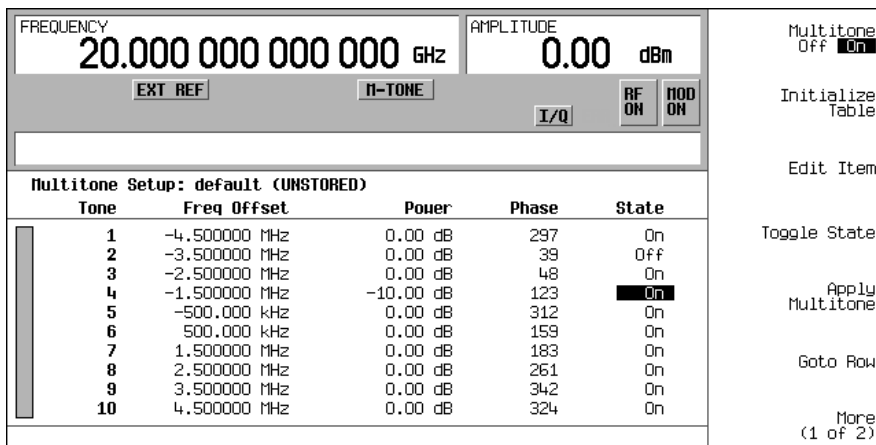 FREQUENCY
20.000 000 000 000 GHz
AMPLITUDE
0.00 dBm
EXT REF
M-TONE
I/Q
RF ON
MOD ON
Multitone Setup: default (UNSTORED)
Tone Freq Offset Power Phase State
1 -4.500000 MHz 0.00 dB 297 On
2 -3.500000 MHz 0.00 dB 39 Off
3 -2.500000 MHz 0.00 dB 48 On
4 -1.500000 MHz -10.00 dB 123 On
5 -500.000 kHz 0.00 dB 312 On
6 500.000 kHz 0.00 dB 159 On
7 1.500000 MHz 0.00 dB 183 On
8 2.500000 MHz 0.00 dB 261 On
9 3.500000 MHz 0.00 dB 342 On
10 4.500000 MHz 0.00 dB 324 On
Multitone
Off On
Initialize
Table
Edit Item
Toggle State
Apply
Multitone
Goto Row
More
(1 of 2)